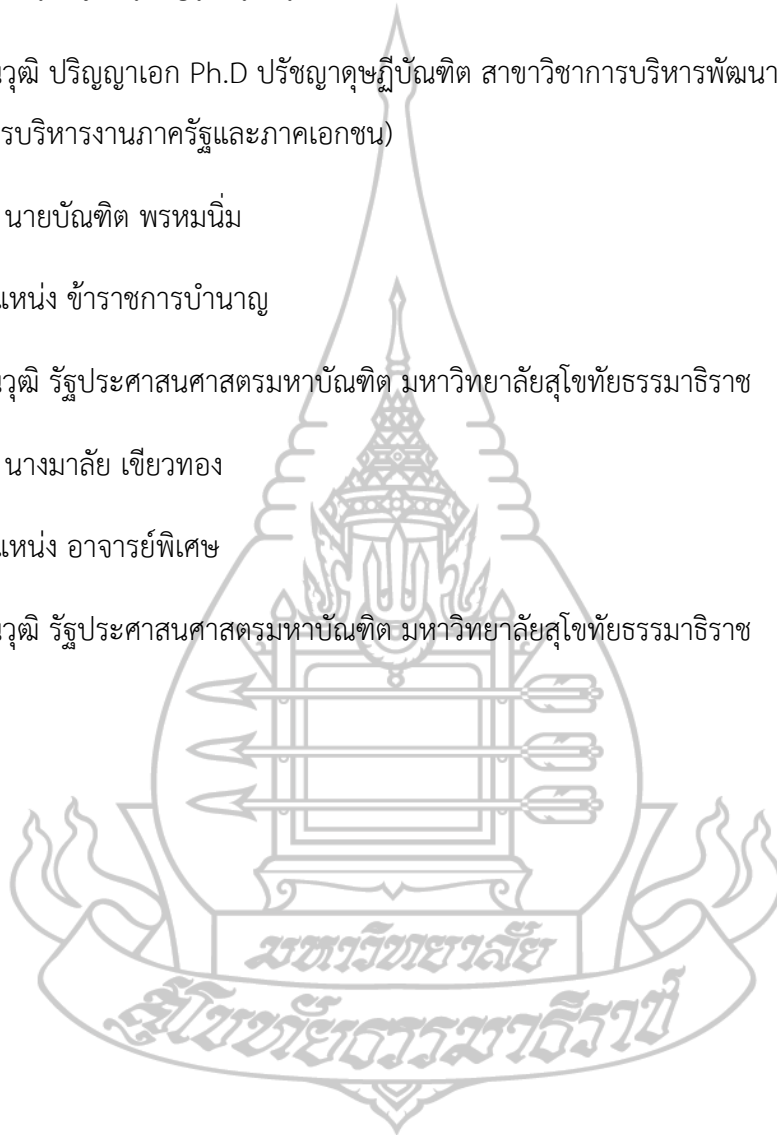 วุฒิ ปริญญาเอก Ph.D ปรัชญาดุษฎีบัณฑิต สาขาวิชาการบริหารพัฒนา
รบริหารงานภาครัฐและภาคเอกชน)
นายบัณฑิต พรหมนิ่ม
แหน่ง ข้าราชการบำนาญ
วุฒิ รัฐประศาสนศาสตรมหาบัณฑิต มหาวิทยาลัยสุโขทัยธรรมาธิราช
นางมาลัย เขียวทอง
แหน่ง อาจารย์พิเศษ
วุฒิ รัฐประศาสนศาสตรมหาบัณฑิต มหาวิทยาลัยสุโขทัยธรรมาธิราช
มหาวิทยาลัย
สุโขทัยธรรมาธิราช